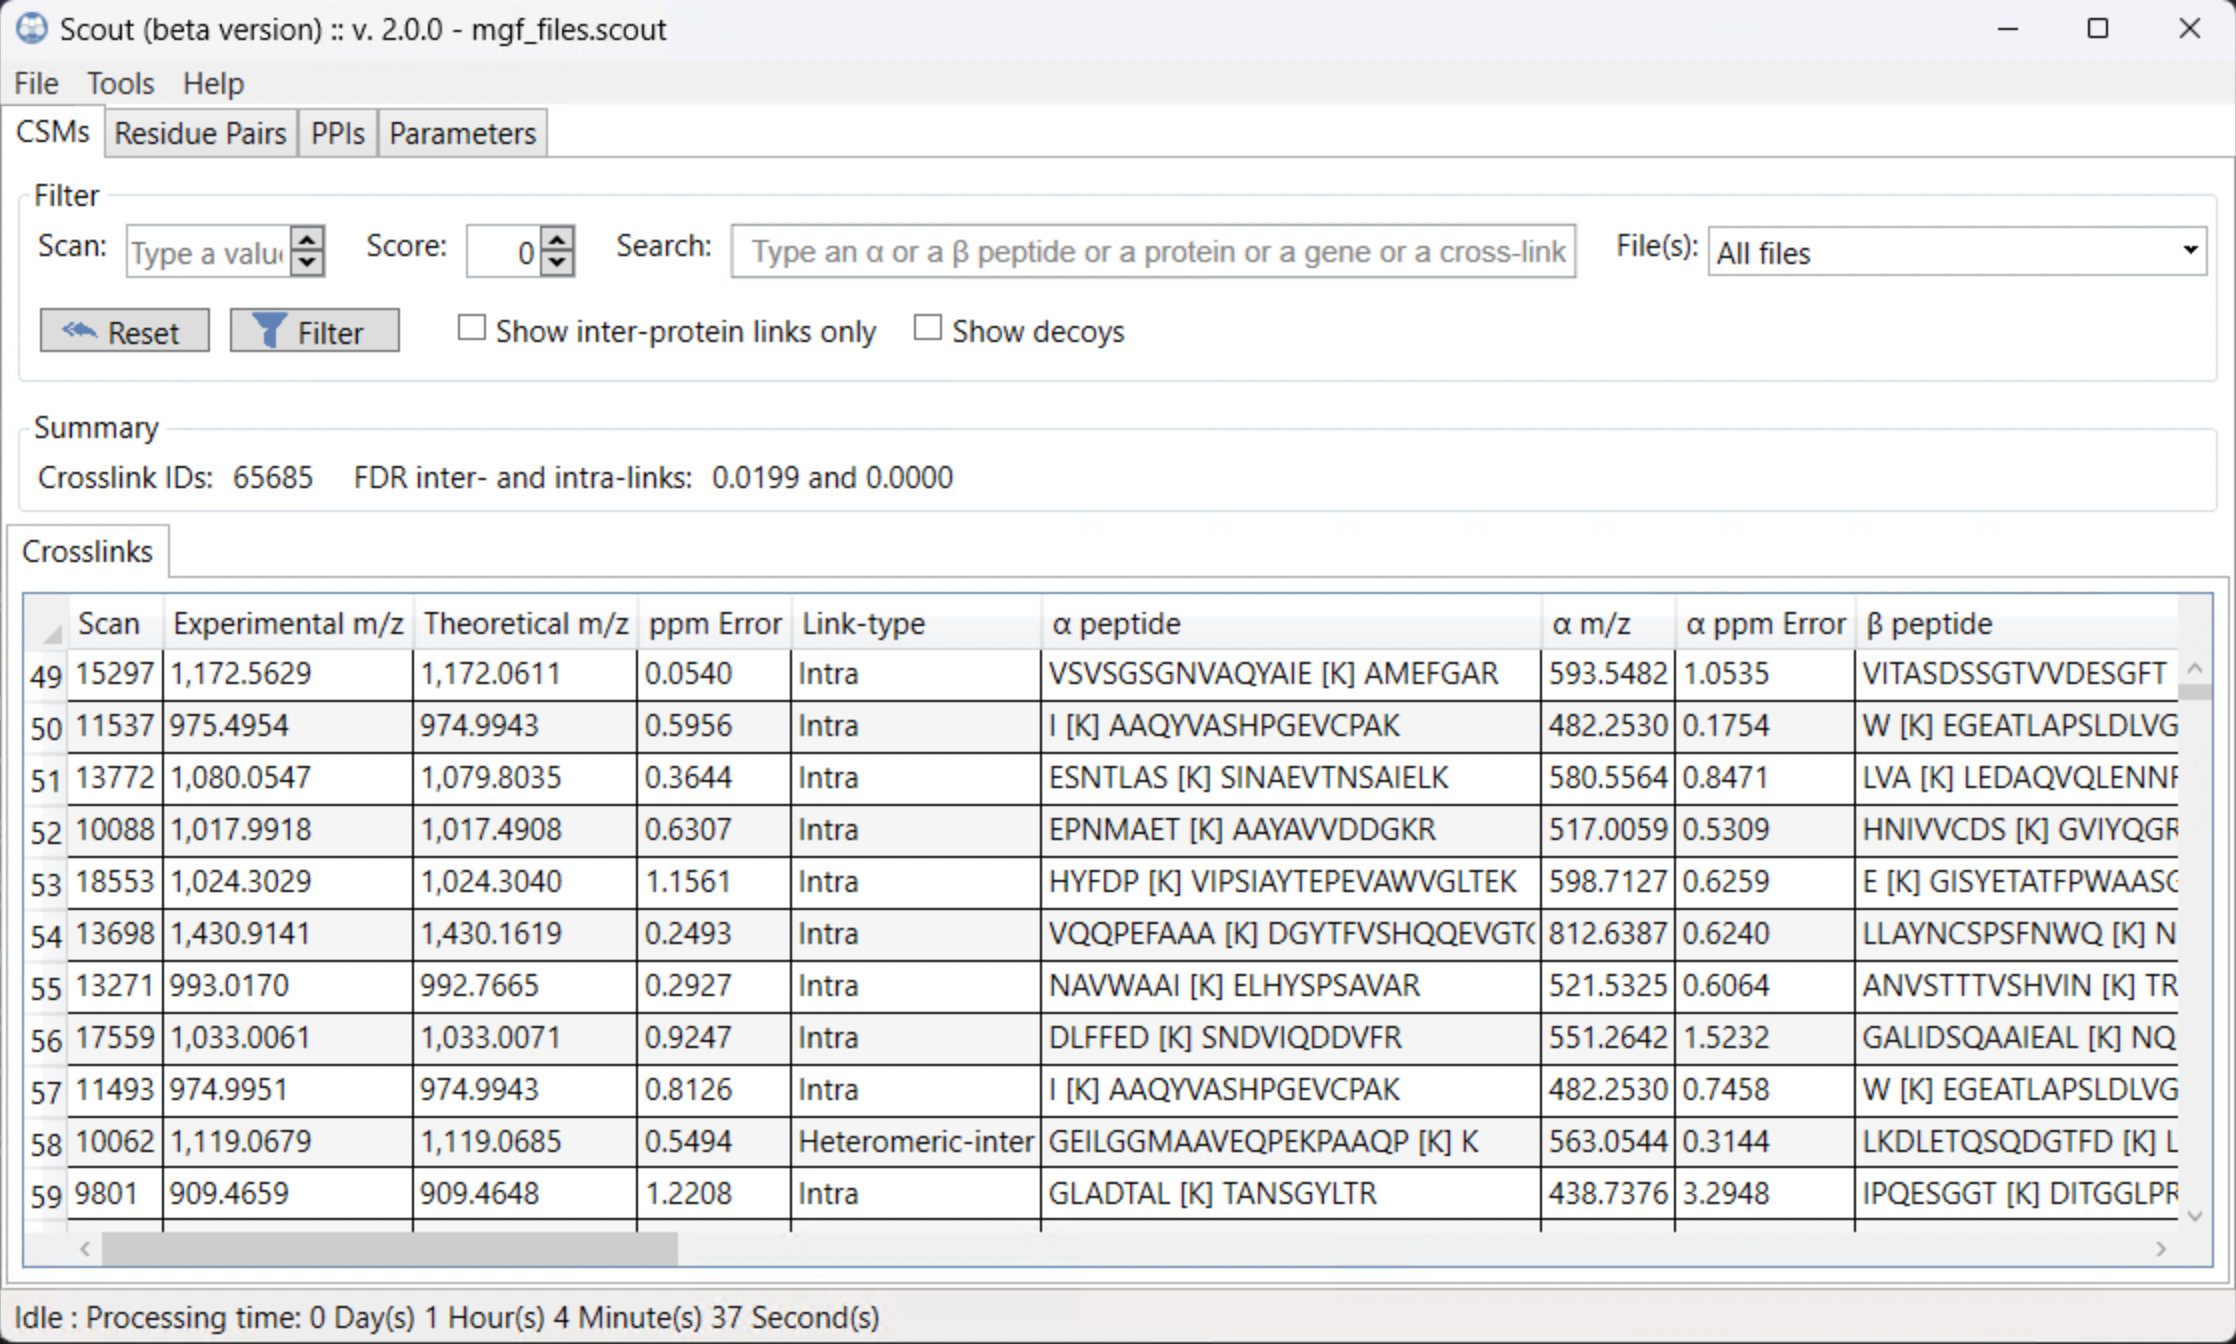 Scout (beta version) :: v. 2.0.0 - mgf_files.scout
File Tools Help
CSMs Residue Pairs PPIs Parameters
Filter
Scan: Type a valu Score: 0 Search: Type an α or a β peptide or a protein or a gene or a cross-link File(s): All files
Reset Filter Show inter-protein links only Show decoys
Summary
Crosslink IDs: 65685 FDR inter- and intra-links: 0.0199 and 0.0000
Crosslinks
Scan Experimental m/z Theoretical m/z ppm Error Link-type α peptide α m/z α ppm Error β peptide
49 15297 1,172.5629 1,172.0611 0.0540 Intra VSVSGSGNVAQYAIE [K] AMEFGAR 593.5482 1.0535 VITASDSSGTVVDESGFT
50 11537 975.4954 974.9943 0.5956 Intra I [K] AAQYVASHPGEVCPAK 482.2530 0.1754 W [K] EGEATLAPSLDLVG
51 13772 1,080.0547 1,079.8035 0.3644 Intra ESNTLAS [K] SINAEVTNSAIELK 580.5564 0.8471 LVA [K] LEDAQVQLENNF
52 10088 1,017.9918 1,017.4908 0.6307 Intra EPNMAET [K] AAYAVVDDGKR 517.0059 0.5309 HNIVVCDS [K] GVIYQGR
53 18553 1,024.3029 1,024.3040 1.1561 Intra HYFDP [K] VIPSIAYTEPEVAWVGLTEK 598.7127 0.6259 E [K] GISYETATFPWAASG
54 13698 1,430.9141 1,430.1619 0.2493 Intra VQQPEFAAA [K] DGYTFVSHQQEVGT 812.6387 0.6240 LLAYNCSPSFNWQ [K] N
55 13271 993.0170 992.7665 0.2927 Intra NAVWAAI [K] ELHYSPSAVAR 521.5325 0.6064 ANVSTTTVSHVIN [K] TR
56 17559 1,033.0061 1,033.0071 0.9247 Intra DLFFED [K] SNDVIQDDVFR 551.2642 1.5232 GALIDSQAAIEAL [K] NQ
57 11493 974.9951 974.9943 0.8126 Intra I [K] AAQYVASHPGEVCPAK 482.2530 0.7458 W [K] EGEATLAPSLDLVG
58 10062 1,119.0679 1,119.0685 0.5494 Heteromeric-inter GEILGGMAAVEQPEKPAAQP [K] K 563.0544 0.3144 LKDLETQSQDGTFD [K] L
59 9801 909.4659 909.4648 1.2208 Intra GLADTAL [K] TANSGYLTR 438.7376 3.2948 IPQESGGT [K] DITGGLPR
Idle : Processing time: 0 Day(s) 1 Hour(s) 4 Minute(s) 37 Second(s)